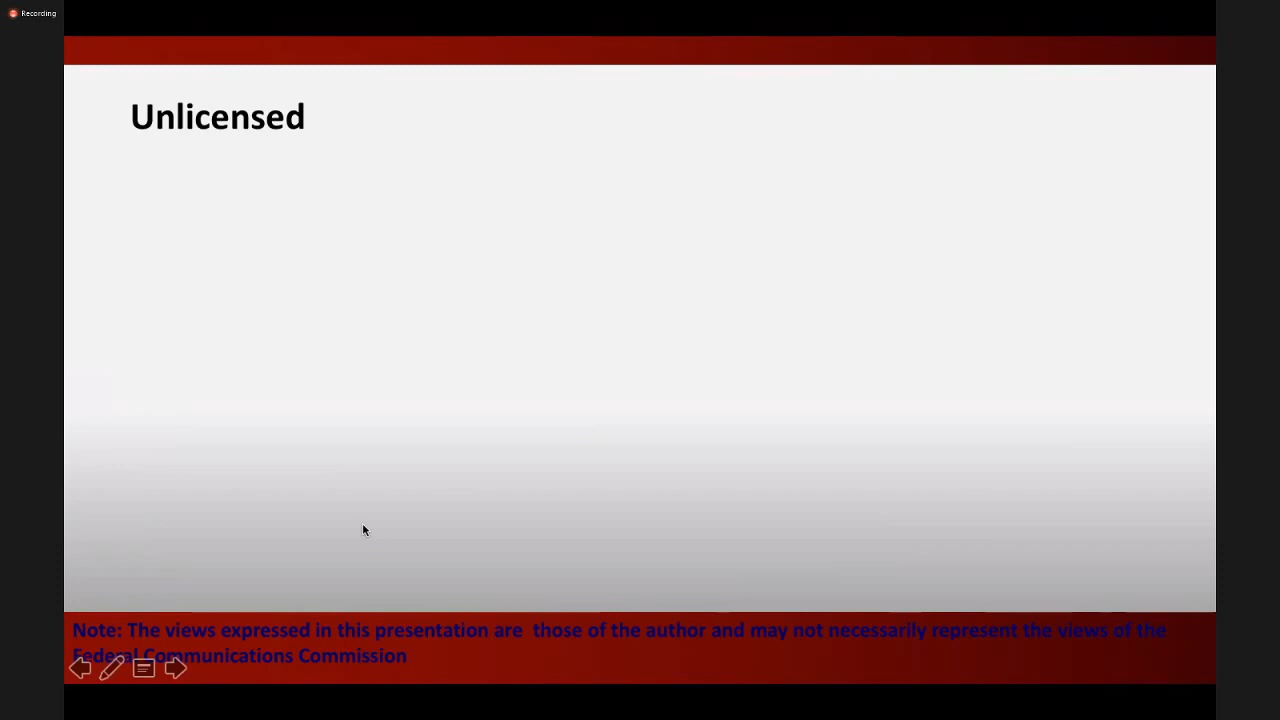 Recording
Unlicensed
Note: The views expressed in this presentation are  those of the author and may not necessarily represent the views of the
Federal Communications Commission